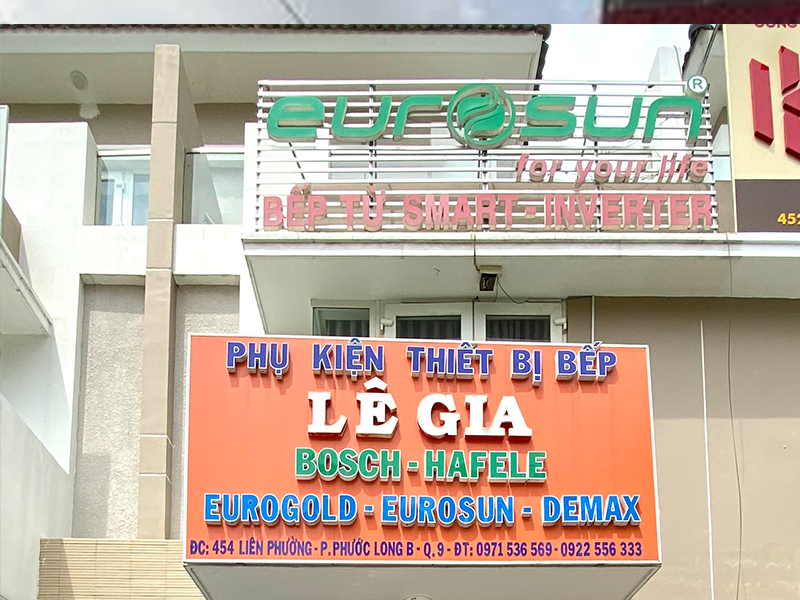 eurosun®
for your life
BẾP TỪ SMART - INVERTER
452
PHỤ KIỆN THIẾT BỊ BẾP
LÊ GIA
BOSCH - HAFELE
EUROGOLD - EUROSUN - DEMAX
ĐC: 454 LIÊN PHƯỜNG - P. PHƯỚC LONG B - Q.9 - ĐT: 0971 536 569 - 0922 556 333